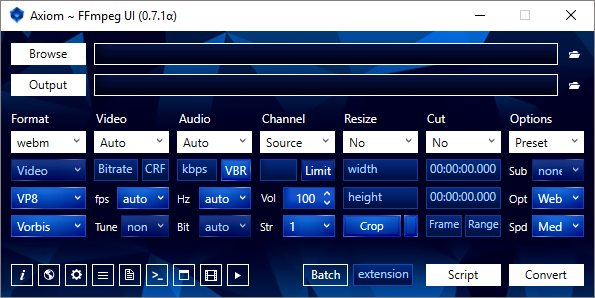 Axiom ~ FFmpeg UI (0.7.1α)
Browse
Output
Format Video Audio Channel Resize Cut Options
webm Auto Auto Source No No Preset
Video Bitrate CRF kbps VBR Limit width 00:00:00.000 Sub none
VP8 fps auto Hz auto Vol 100 height 00:00:00.000 Opt Web
Vorbis Tune non Bit auto Str 1 Crop Frame Range Spd Med
i >_ Batch extension Script Convert